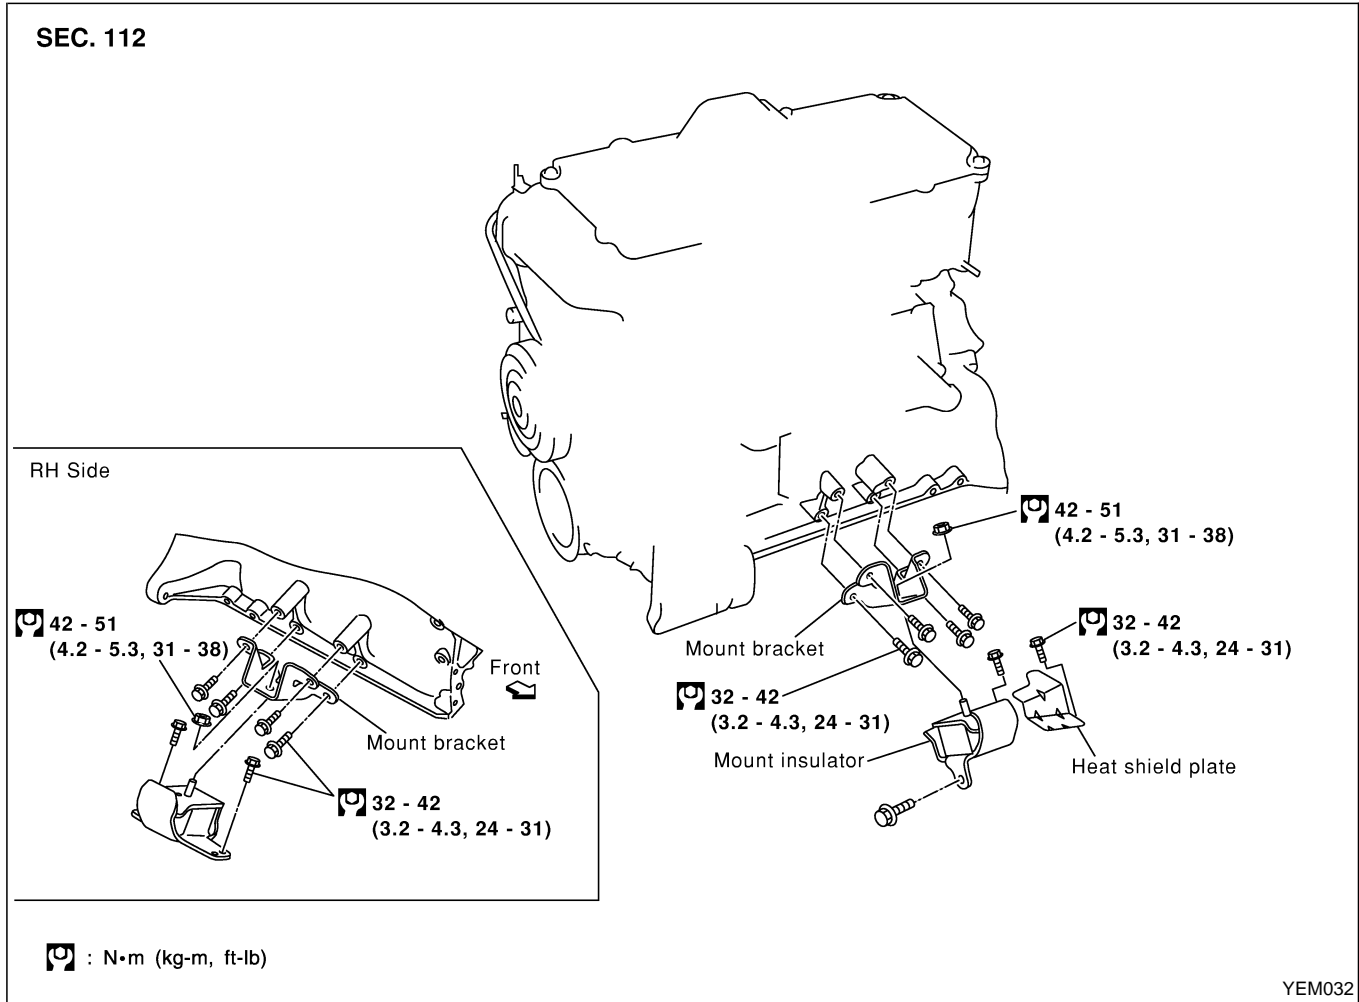 SEC. 112
42 - 51
(4.2 - 5.3, 31 - 38)
32 - 42
(3.2 - 4.3, 24 - 31)
Mount bracket
32 - 42
(3.2 - 4.3, 24 - 31)
Mount insulator
Heat shield plate
RH Side
42 - 51
(4.2 - 5.3, 31 - 38)
Front
Mount bracket
32 - 42
(3.2 - 4.3, 24 - 31)
: N•m (kg-m, ft-lb)
YEM032